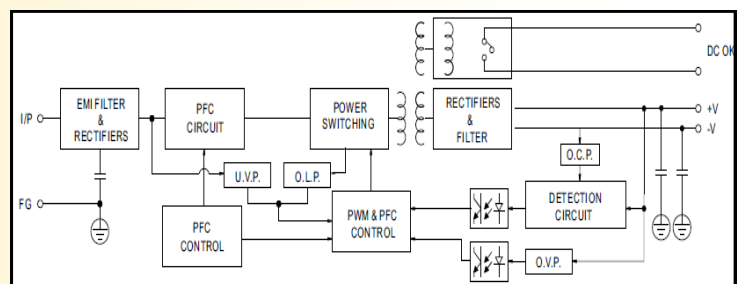 DC OK
I/P
EMI FILTER
&
RECTIFIERS
PFC
CIRCUIT
POWER
SWITCHING
RECTIFIERS
&
FILTER
+V
-V
O.C.P.
U.V.P.
O.L.P.
FG
PFC
CONTROL
PWM & PFC
CONTROL
DETECTION
CIRCUIT
O.V.P.